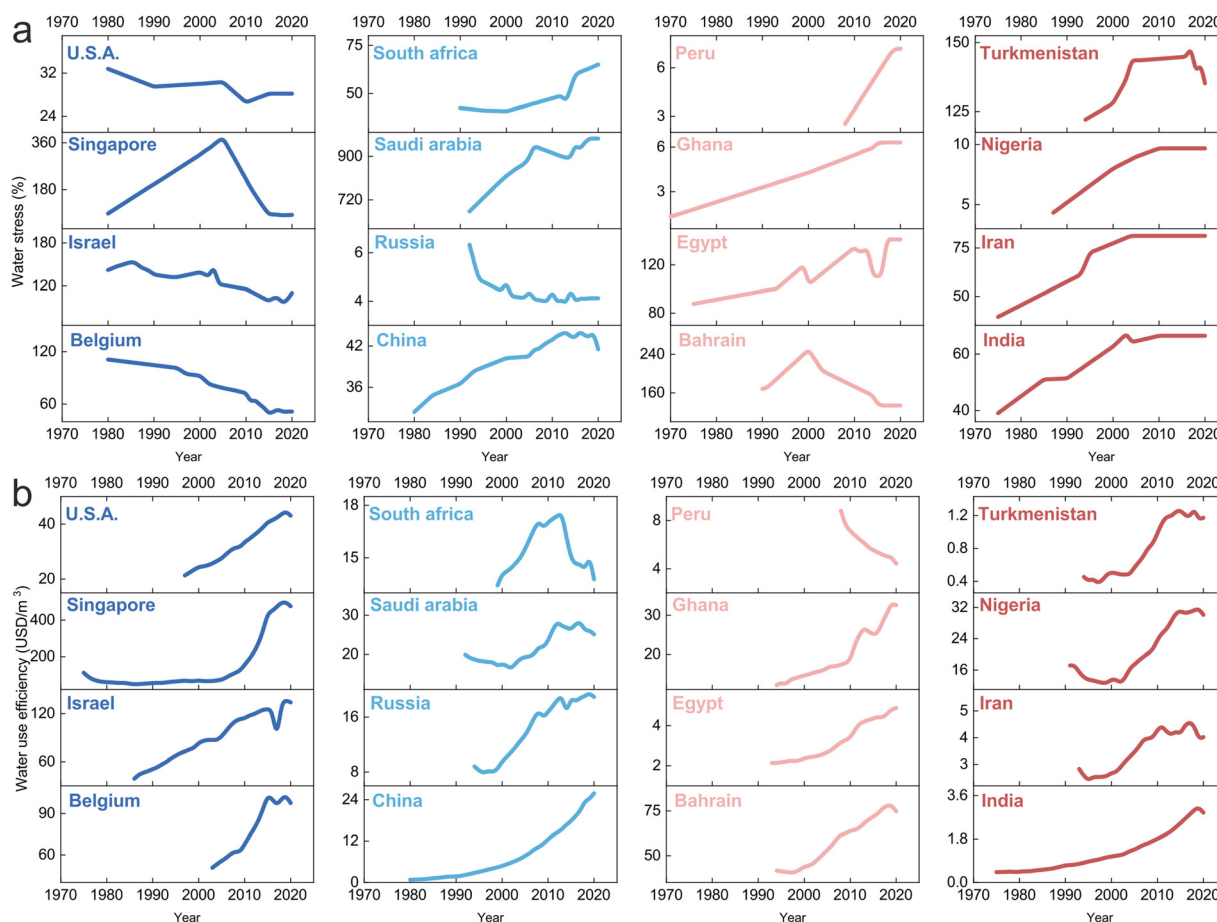 a
1970 1980 1990 2000 2010 2020 1970 1980 1990 2000 2010 2020 1970 1980 1990 2000 2010 2020 1970 1980 1990 2000 2010 2020
U.S.A.
32
24
South africa
75
50
Peru
6
3
Turkmenistan
150
125
Water stress (%)
Singapore
360
180
Saudi arabia
900
720
Ghana
6
3
Nigeria
10
5
Israel
180
120
Russia
6
4
Egypt
120
80
Iran
75
50
Belgium
120
60
China
42
36
Bahrain
240
160
India
60
40
1970 1980 1990 2000 2010 2020 1970 1980 1990 2000 2010 2020 1970 1980 1990 2000 2010 2020 1970 1980 1990 2000 2010 2020
Year Year Year Year
b
1970 1980 1990 2000 2010 2020 1970 1980 1990 2000 2010 2020 1970 1980 1990 2000 2010 2020 1970 1980 1990 2000 2010 2020
U.S.A.
40
20
South africa
18
15
Peru
8
4
Turkmenistan
1.2
0.8
0.4
Water use efficiency (USD/m³)
Singapore
400
200
Saudi arabia
30
20
Ghana
30
20
Nigeria
32
24
16
Israel
120
60
Russia
16
8
Egypt
4
2
Iran
5
4
3
Belgium
90
60
China
24
12
0
Bahrain
75
50
India
3.6
1.8
0.0
1970 1980 1990 2000 2010 2020 1970 1980 1990 2000 2010 2020 1970 1980 1990 2000 2010 2020 1970 1980 1990 2000 2010 2020
Year Year Year Year